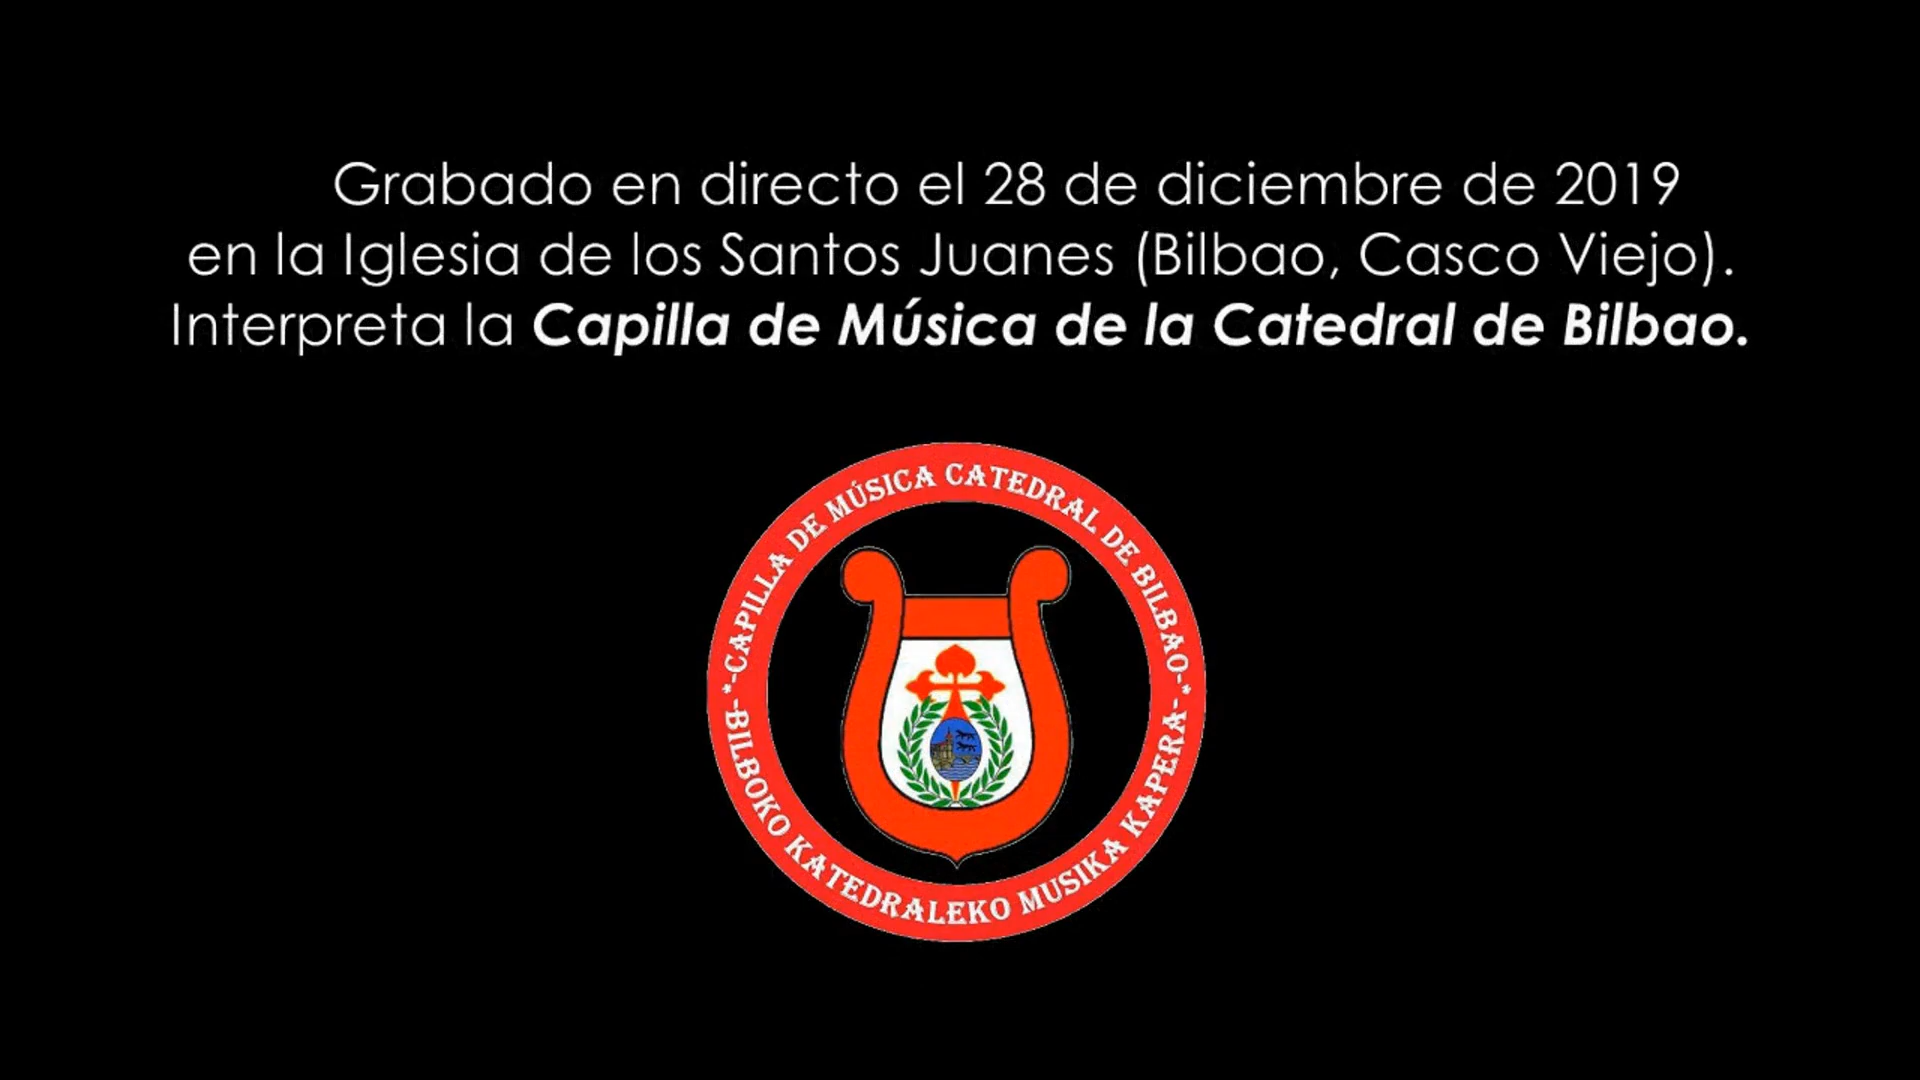 Grabado en directo el 28 de diciembre de 2019
en la Iglesia de los Santos Juanes (Bilbao, Casco Viejo).
Interpreta la Capilla de Música de la Catedral de Bilbao.
*-CAPILLA DE MÚSICA CATEDRAL DE BILBAO-*
-BILBOKO KATEDRALEKO MUSIKA KAPERA-